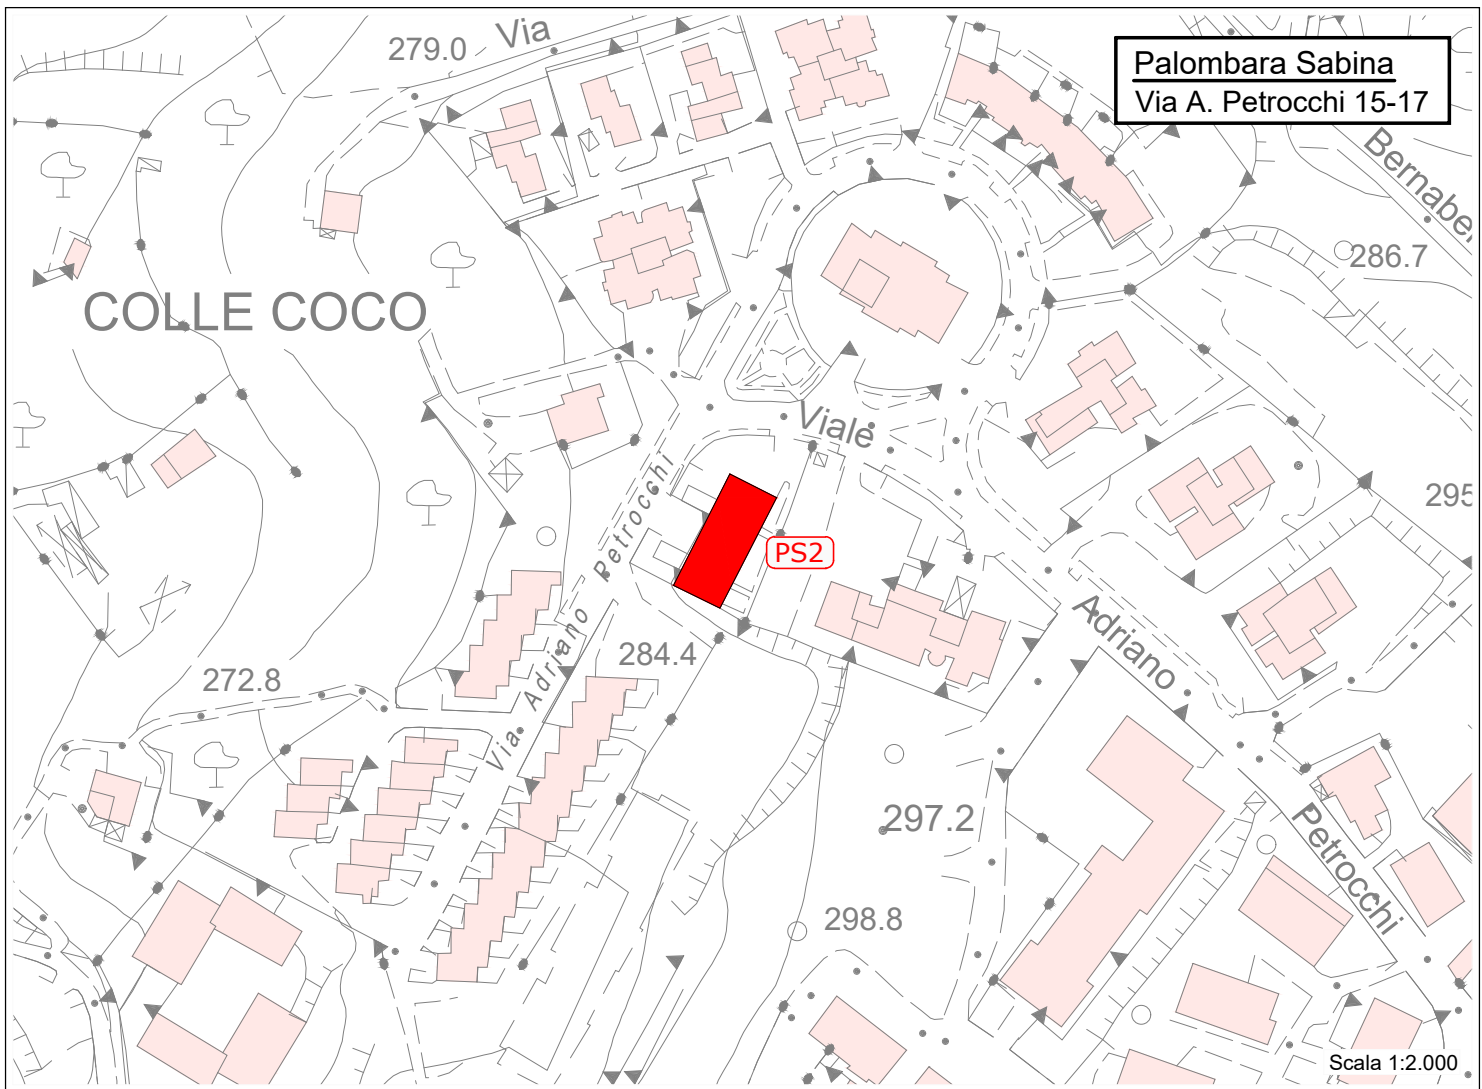 Palombara Sabina
Via A. Petrocchi 15-17
279.0
Via
Bernabei
286.7
COLLE COCO
Viale
295
Via Adriano Petrocchi
PS2
284.4
272.8
Adriano
297.2
Petrocchi
298.8
Scala 1:2.000